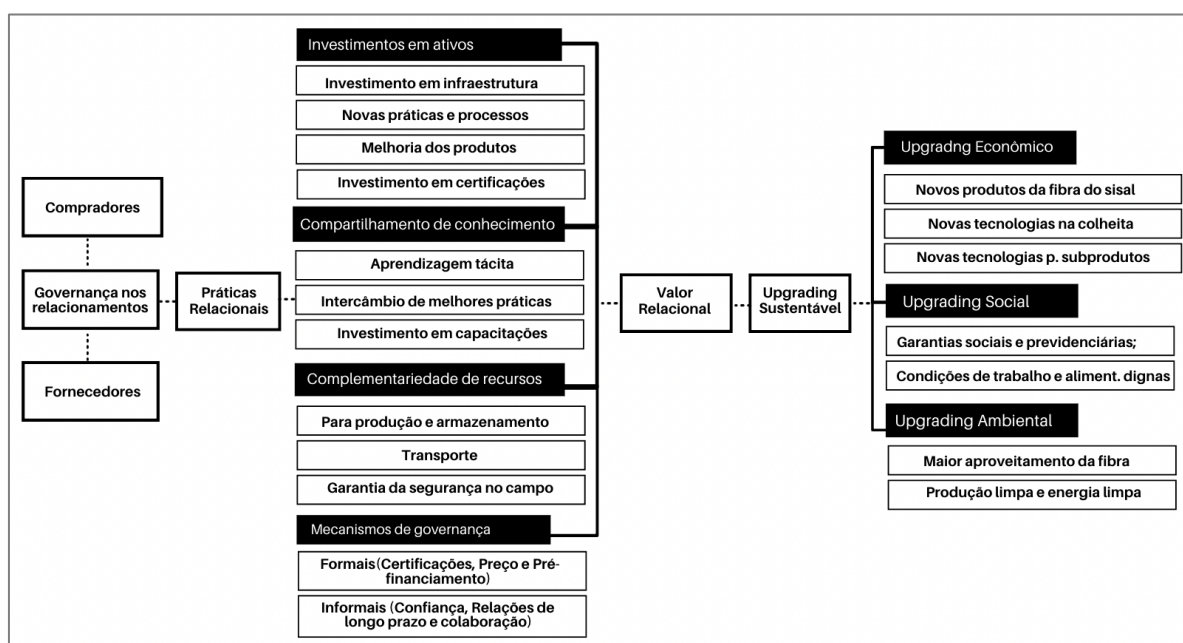 Compradores
Governança nos
relacionamentos
Fornecedores
Práticas
Relacionais
Investimentos em ativos
Investimento em infraestrutura
Novas práticas e processos
Melhoria dos produtos
Investimento em certificações
Compartilhamento de conhecimento
Aprendizagem tácita
Intercâmbio de melhores práticas
Investimento em capacitações
Complementariedade de recursos
Para produção e armazenamento
Transporte
Garantia da segurança no campo
Mecanismos de governança
Formais(Certificações, Preço e Pré-
financiamento)
Informais (Confiança, Relações de
longo prazo e colaboração)
Valor
Relacional
Upgrading
Sustentável
Upgradng Econômico
Novos produtos da fibra do sisal
Novas tecnologias na colheita
Novas tecnologias p. subprodutos
Upgrading Social
Garantias sociais e previdenciárias;
Condições de trabalho e aliment. dignas
Upgrading Ambiental
Maior aproveitamento da fibra
Produção limpa e energia limpa